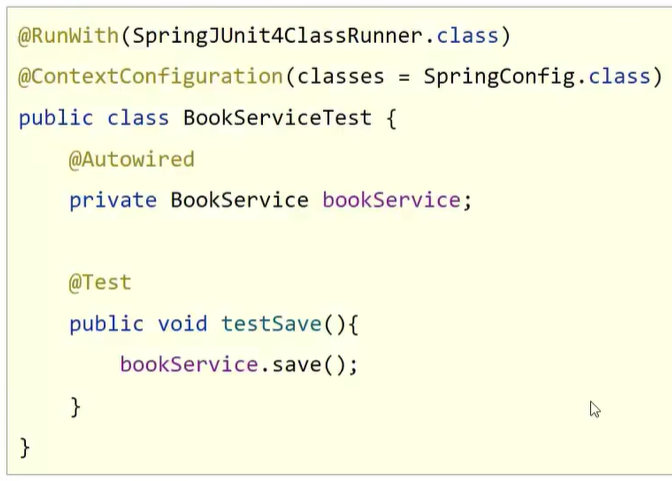 @RunWith(SpringJUnit4ClassRunner.class)
@ContextConfiguration(classes = SpringConfig.class)
public class BookServiceTest {
@Autowired
private BookService bookService;
@Test
public void testSave(){
bookService.save();
}
}